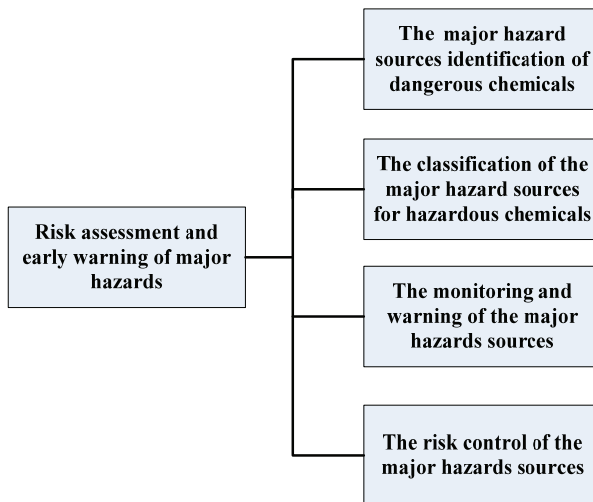 The major hazard
sources identification of
dangerous chemicals
The classification of the
major hazard sources
for hazardous chemicals
Risk assessment and
early warning of major
hazards
The monitoring and
warning of the major
hazards sources
The risk control of the
major hazards sources